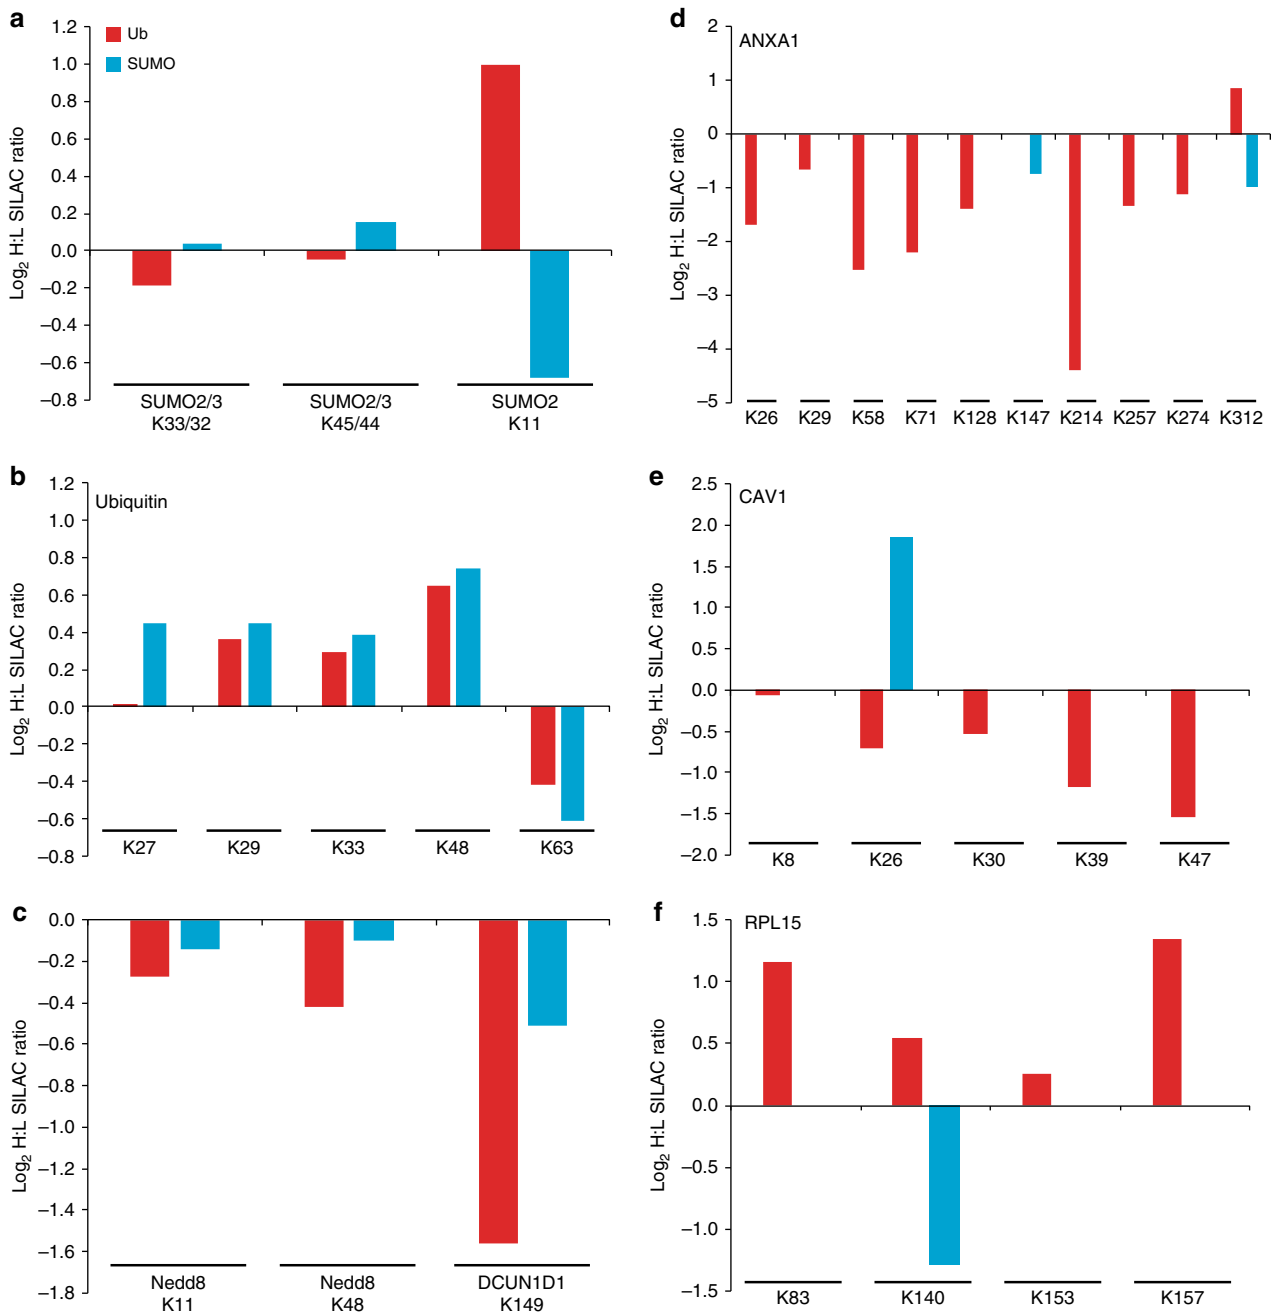 a
Ub
SUMO
Log2 H:L SILAC ratio
1.2
1.0
0.8
0.6
0.4
0.2
0.0
–0.2
–0.4
–0.6
–0.8
SUMO2/3 SUMO2/3 SUMO2
K33/32 K45/44 K11
b
Ubiquitin
Log2 H:L SILAC ratio
1.2
1.0
0.8
0.6
0.4
0.2
0.0
–0.2
–0.4
–0.6
–0.8
K27 K29 K33 K48 K63
c
Log2 H:L SILAC ratio
0.0
–0.2
–0.4
–0.6
–0.8
–1.0
–1.2
–1.4
–1.6
–1.8
Nedd8 Nedd8 DCUN1D1
K11 K48 K149
d
ANXA1
Log2 H:L SILAC ratio
2
1
0
–1
–2
–3
–4
–5
K26 K29 K58 K71 K128 K147 K214 K257 K274 K312
e
CAV1
Log2 H:L SILAC ratio
2.5
2.0
1.5
1.0
0.5
0.0
–0.5
–1.0
–1.5
–2.0
K8 K26 K30 K39 K47
f
RPL15
Log2 H:L SILAC ratio
1.5
1.0
0.5
0.0
–0.5
–1.0
–1.5
K83 K140 K153 K157